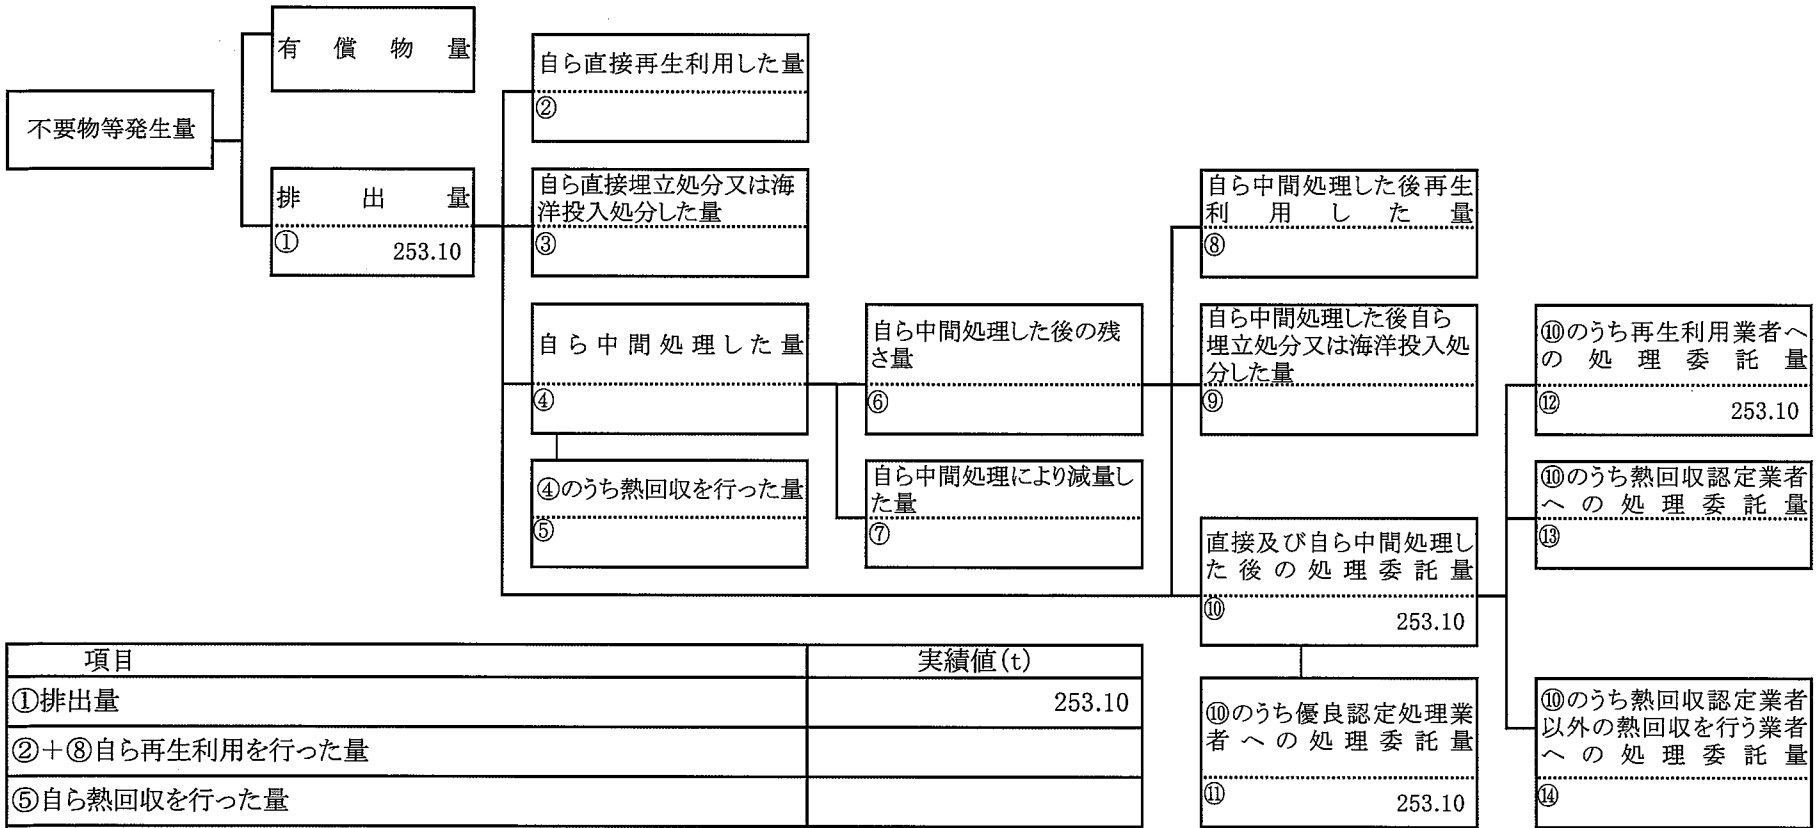 有償物量
自ら直接再生利用した量
②
不要物等発生量
排出量
①
253.10
自ら直接埋立処分又は海
洋投入処分した量
③
自ら中間処理した後再生
利用した量
⑧
自ら中間処理した量
④
自ら中間処理した後の残
さ量
⑥
自ら中間処理した後自ら
埋立処分又は海洋投入処
分した量
⑨
⑩のうち再生利用業者へ
の処理委託量
⑫
253.10
④のうち熱回収を行った量
⑤
自ら中間処理により減量し
た量
⑦
⑩のうち熱回収認定業者
への処理委託量
⑬
直接及び自ら中間処理し
た後の処理委託量
⑩
253.10
項目 実績値(t)
①排出量 253.10
②+⑧自ら再生利用を行った量
⑤自ら熱回収を行った量
⑩のうち優良認定処理業
者への処理委託量
⑪
253.10
⑩のうち熱回収認定業者
以外の熱回収を行う業者
への処理委託量
⑭